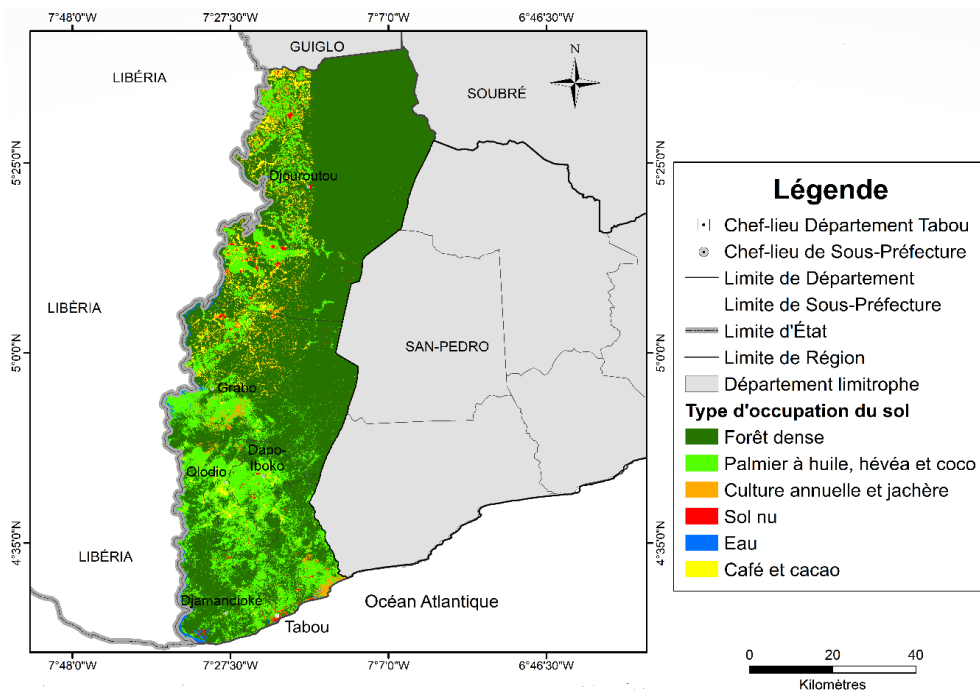 7°48'0"W 7°27'30"W 7°7'0"W 6°46'30"W
GUIGLO
N
LIBÉRIA
SOUBRÉ
5°25'0"N
5°25'0"N
Djouroutou
LIBÉRIA
SAN-PEDRO
5°0'0"N
5°0'0"N
Grabo
Dapo-
Iboko
Olodio
4°35'0"N
4°35'0"N
LIBÉRIA
Djamandioké
Océan Atlantique
Tabou
7°48'0"W 7°27'30"W 7°7'0"W 6°46'30"W
Légende
Chef-lieu Département Tabou
Chef-lieu de Sous-Préfecture
Limite de Département
Limite de Sous-Préfecture
Limite d'État
Limite de Région
Département limitrophe
Type d'occupation du sol
Forêt dense
Palmier à huile, hévéa et coco
Culture annuelle et jachère
Sol nu
Eau
Café et cacao
0 20 40
Kilomètres